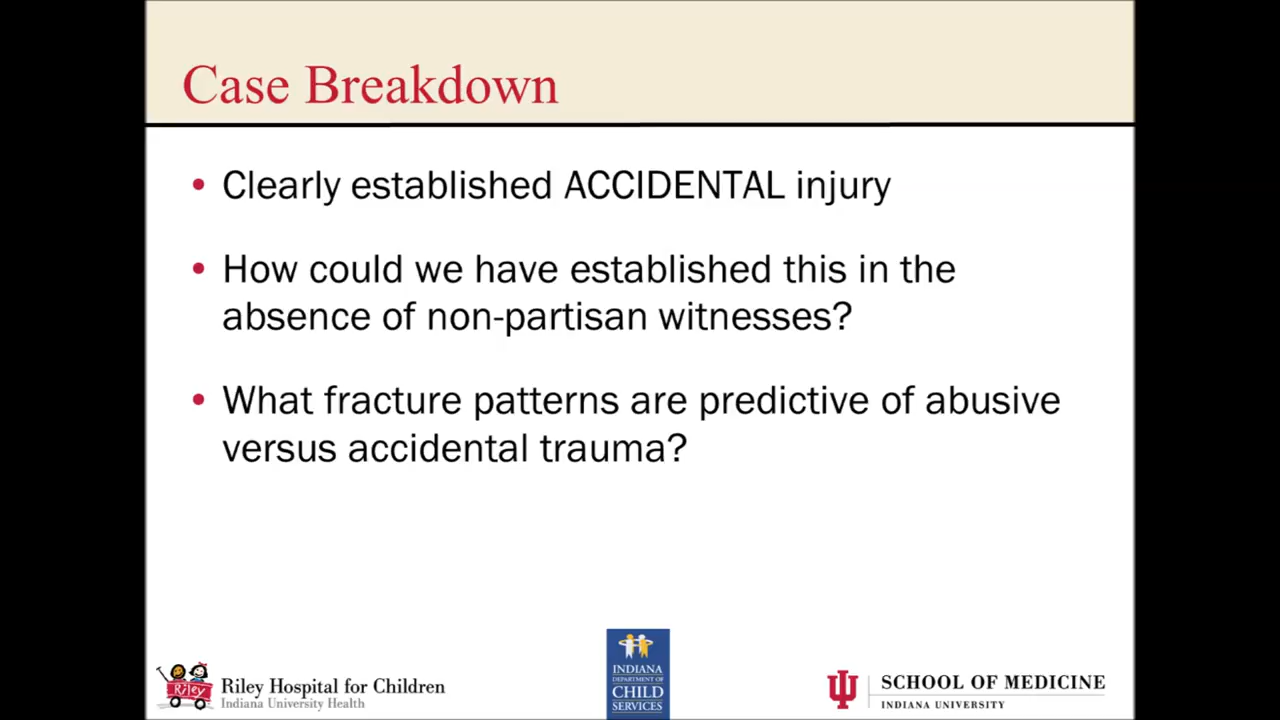 Case Breakdown
• Clearly established ACCIDENTAL injury
• How could we have established this in the
absence of non-partisan witnesses?
• What fracture patterns are predictive of abusive
versus accidental trauma?
Riley
Riley Hospital for Children
Indiana University Health
INDIANA
DEPARTMENT OF
CHILD
SERVICES
SCHOOL OF MEDICINE
INDIANA UNIVERSITY